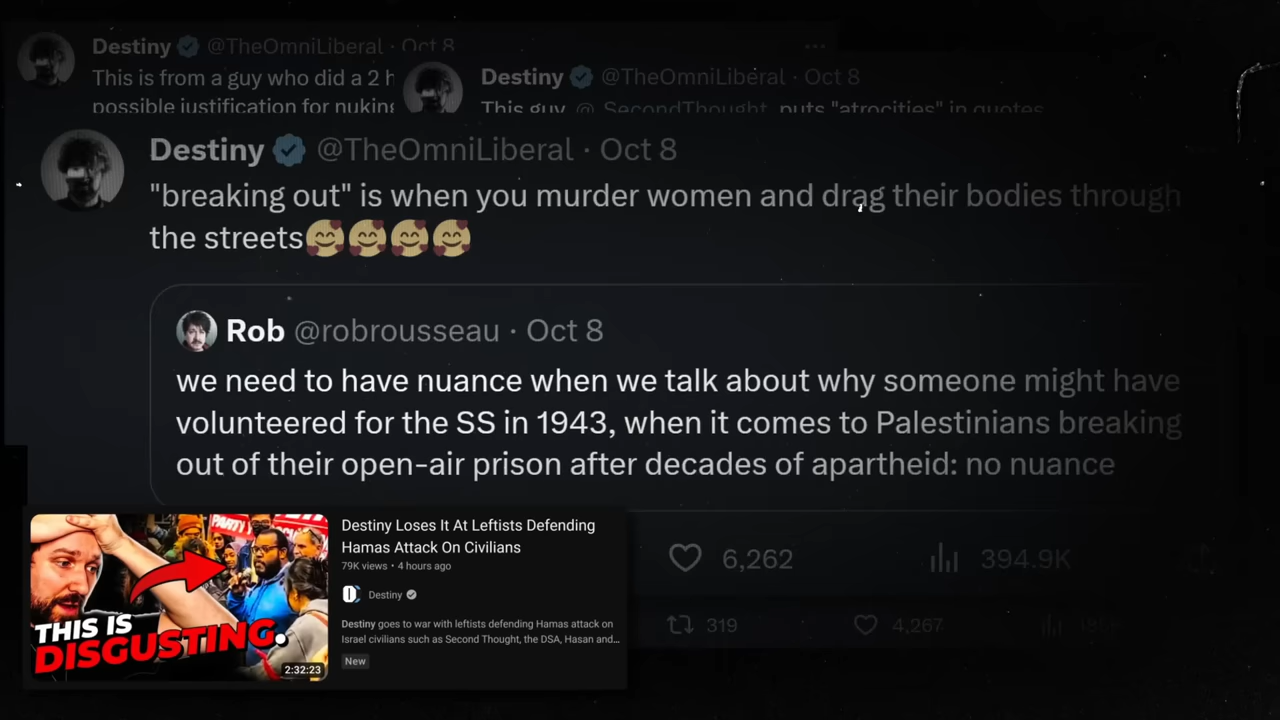 Destiny @TheOmniLiberal · Oct 8
This is from a guy who did a 2 h
possible justification for nuking
Destiny @TheOmniLiberal · Oct 8
This guy @SecondThought puts "atrocities" in quotes
Destiny @TheOmniLiberal · Oct 8
"breaking out" is when you murder women and drag their bodies through
the streets🥰🥰🥰🥰
Rob @robrousseau · Oct 8
we need to have nuance when we talk about why someone might have
volunteered for the SS in 1943, when it comes to Palestinians breaking
out of their open-air prison after decades of apartheid: no nuance
6,262 394.9K
319 4,267
PARTY
THIS IS
DISGUSTING.
2:32:23
Destiny Loses It At Leftists Defending
Hamas Attack On Civilians
79K views • 4 hours ago
Destiny
Destiny goes to war with leftists defending Hamas attack on
Israel civilians such as Second Thought, the DSA, Hasan and...
New